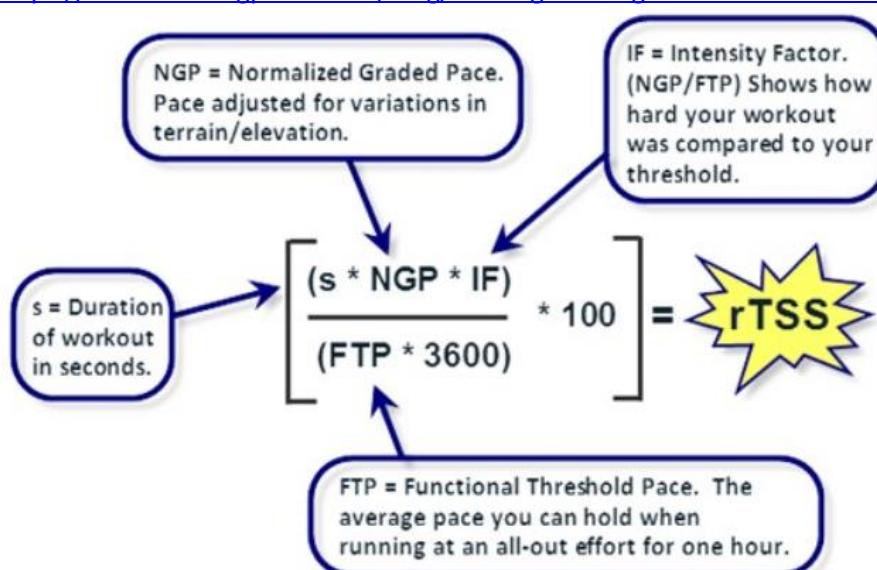 NGP = Normalized Graded Pace.
Pace adjusted for variations in
terrain/elevation.
IF = Intensity Factor.
(NGP/FTP) Shows how
hard your workout
was compared to your
threshold.
s = Duration
of workout
in seconds.
(s * NGP * IF)
(FTP * 3600)
* 100
=
rTSS
FTP = Functional Threshold Pace. The
average pace you can hold when
running at an all-out effort for one hour.